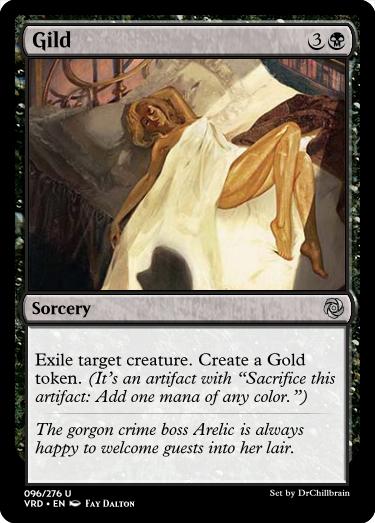 Gild 3
Sorcery
Exile target creature. Create a Gold
token. (It's an artifact with “Sacrifice this
artifact: Add one mana of any color.”)
The gorgon crime boss Arelic is always
happy to welcome guests into her lair.
096/276 U
VRD • EN Fay Dalton Set by DrChillbrain